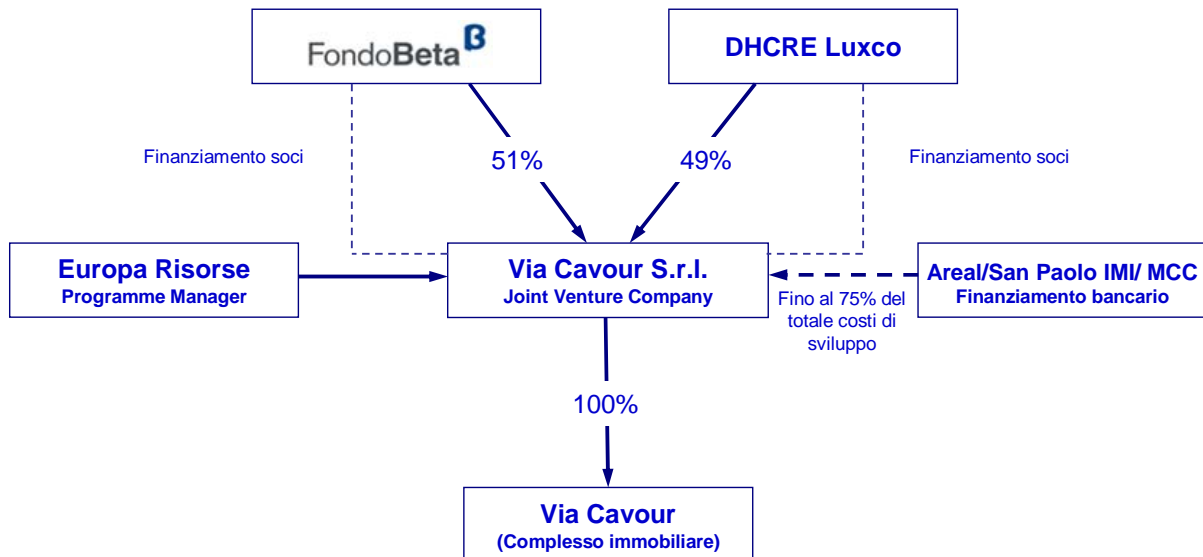 FondoBeta β
DHCRE Luxco
Finanziamento soci
51%
49%
Finanziamento soci
Europa Risorse
Programme Manager
Via Cavour S.r.l.
Joint Venture Company
Areal/San Paolo IMI/ MCC
Finanziamento bancario
Fino al 75% del
totale costi di
sviluppo
100%
Via Cavour
(Complesso immobiliare)